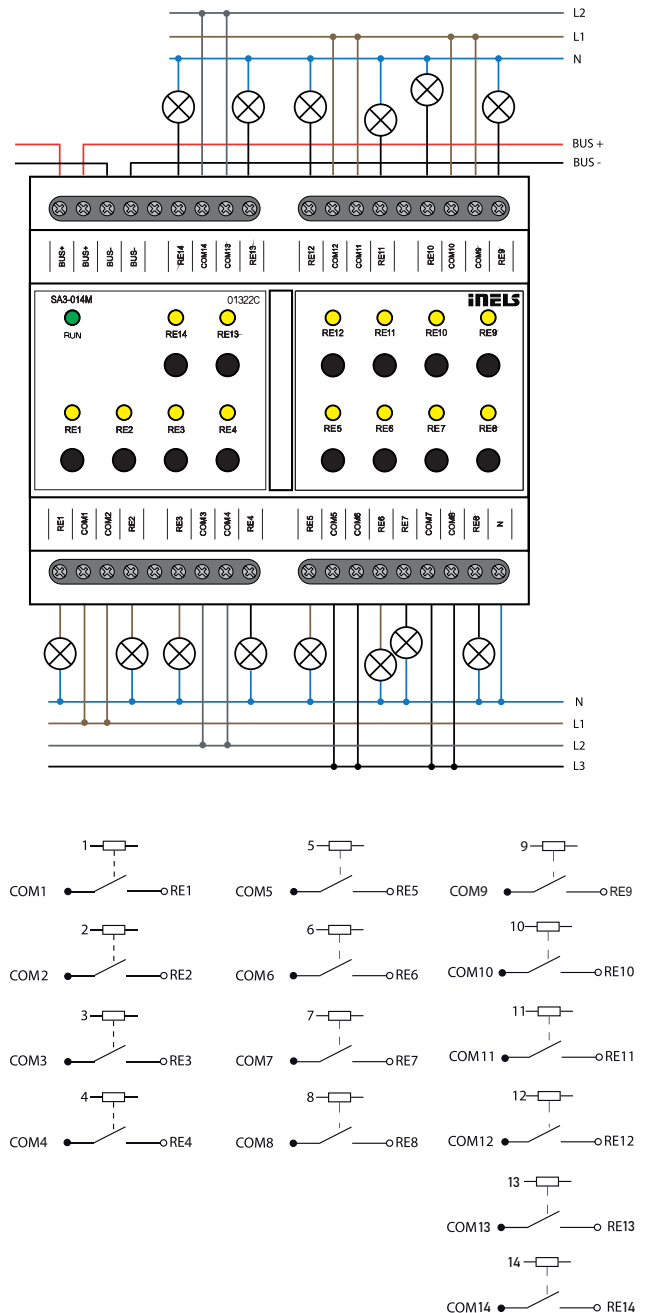 L2
L1
N
BUS +
BUS -
BUS+ BUS+ BUS- BUS- RE14 COM14 COM13 RE13 RE12 COM12 COM11 RE11 RE10 COM10 COM9 RE9
SA3-014M 01322C iNELS
RUN RE14 RE13 RE12 RE11 RE10 RE9
RE1 RE2 RE3 RE4 RE5 RE6 RE7 RE8
RE1 COM1 COM2 RE2 RE3 COM3 COM4 RE4 RE5 COM5 COM6 RE6 RE7 COM7 COM8 RE8 N
N
L1
L2
L3
1 5 9
COM1 RE1 COM5 RE5 COM9 RE9
2 6 10
COM2 RE2 COM6 RE6 COM10 RE10
3 7 11
COM3 RE3 COM7 RE7 COM11 RE11
4 8 12
COM4 RE4 COM8 RE8 COM12 RE12
13
COM13 RE13
14
COM14 RE14